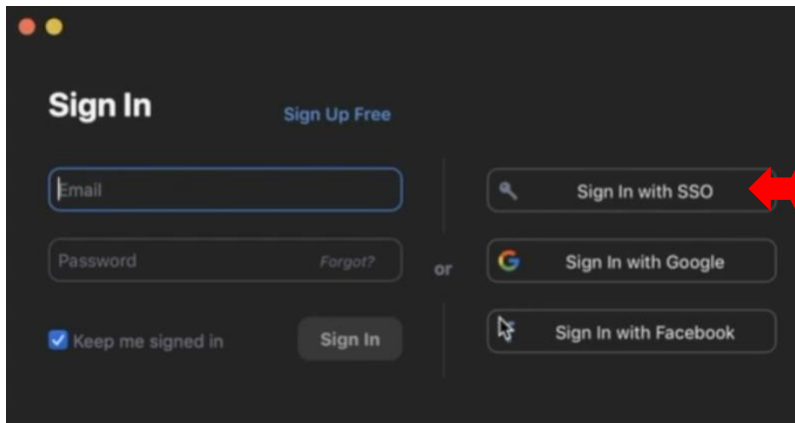 Sign In
Sign Up Free
Email
Password
Forgot?
Keep me signed in
Sign In
or
Sign In with SSO
Sign In with Google
Sign In with Facebook